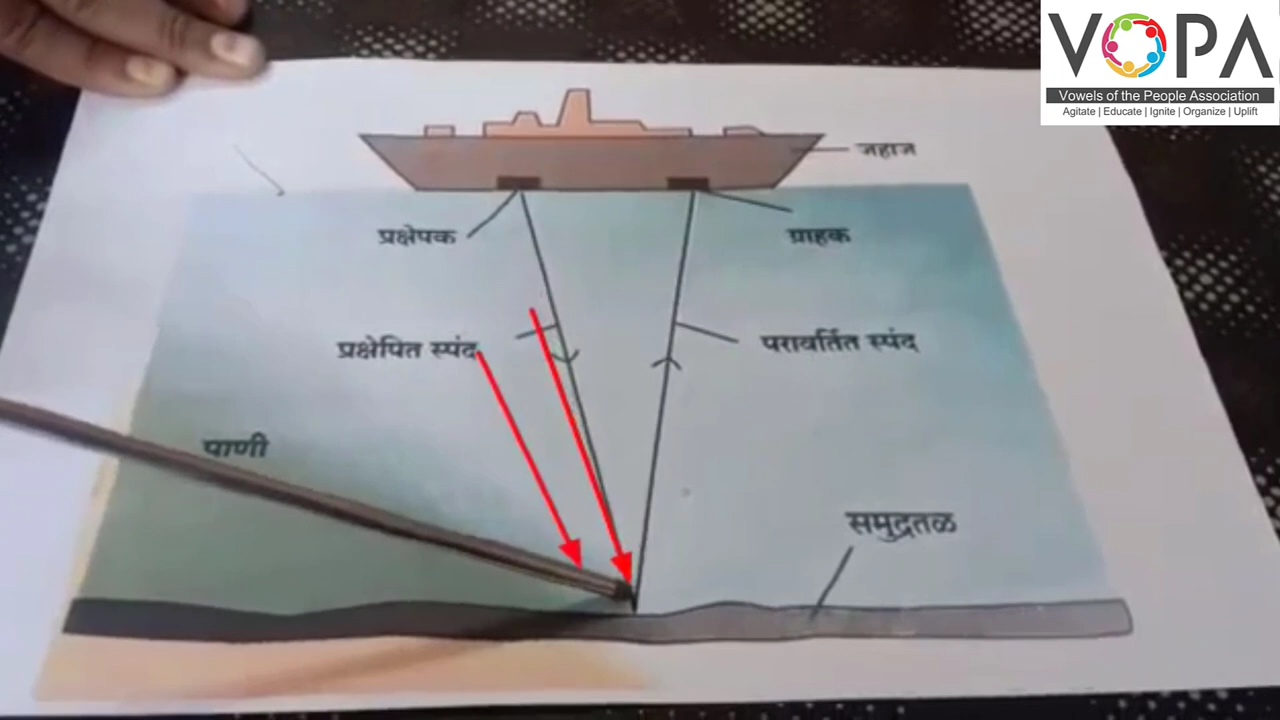 VOPA
Vowels of the People Association
Agitate | Educate | Ignite | Organize | Uplift
जहाज
प्रक्षेपक
ग्राहक
प्रक्षेपित स्पंद
परावर्तित स्पंद
पाणी
समुद्रतळ